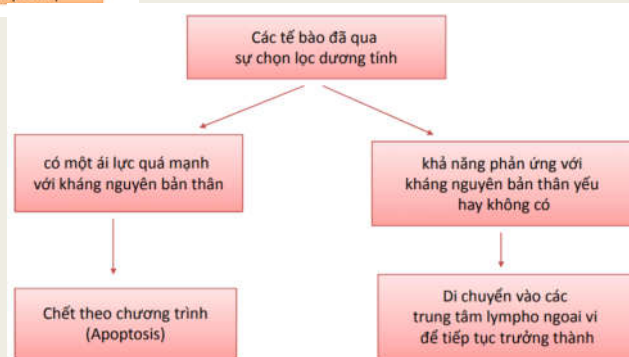 Các tế bào đã qua
sự chọn lọc dương tính
có một ái lực quá mạnh
với kháng nguyên bản thân
khả năng phản ứng với
kháng nguyên bản thân yếu
hay không có
Chết theo chương trình
(Apoptosis)
Di chuyển vào các
trung tâm lympho ngoai vi
để tiếp tục trưởng thành